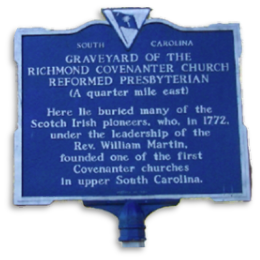 SOUTH CAROLINA
GRAVEYARD OF THE
RICHMOND COVENANTER CHURCH
REFORMED PRESBYTERIAN
(A quarter mile east)
Here lie buried many of the
Scotch Irish pioneers, who, in 1772,
under the leadership of the
Rev. William Martin,
founded one of the first
Covenanter churches
in upper South Carolina.